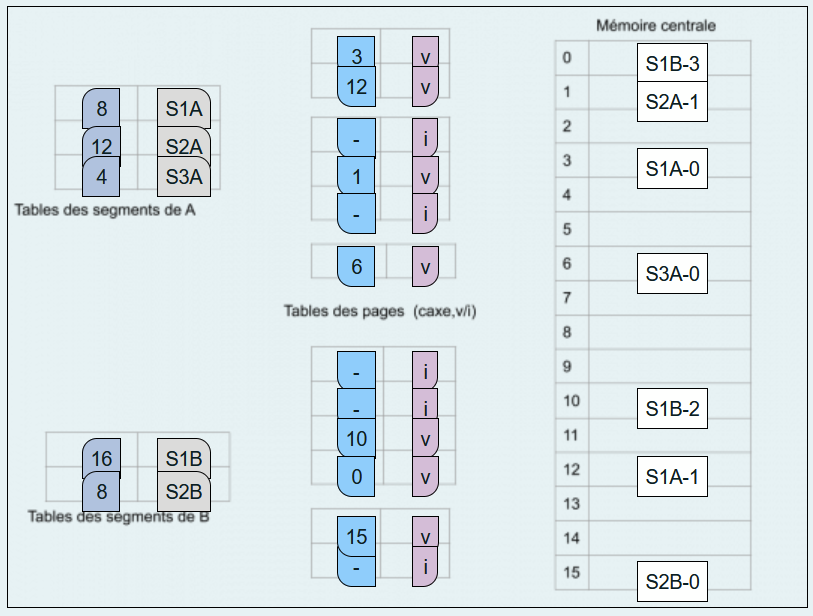 8 S1A
12 S2A
4 S3A
Tables des segments de A
3 v
12 v
- i
1 v
- i
6 v
Tables des pages (caxe,v/i)
- i
- i
10 v
0 v
15 v
- i
16 S1B
8 S2B
Tables des segments de B
Mémoire centrale
0 S1B-3
1 S2A-1
2
3 S1A-0
4
5
6 S3A-0
7
8
9
10 S1B-2
11
12 S1A-1
13
14
15 S2B-0